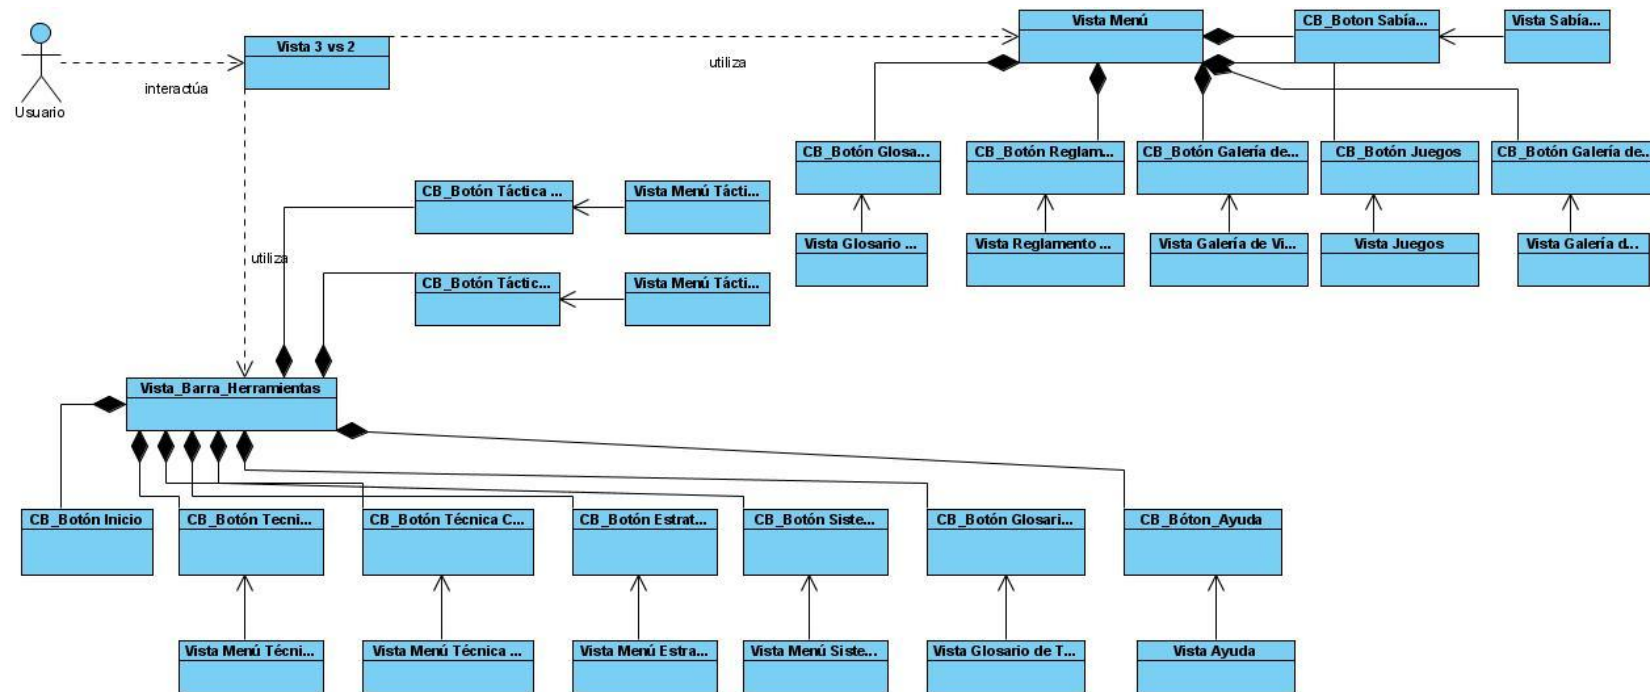 Vista Menú
CB_Boton Sabía...
Vista Sabía...
Vista 3 vs 2
utiliza
interactúa
Usuario
CB_Botón Glosa...
CB_Botón Reglam...
CB_Botón Galería de...
CB_Botón Juegos
CB_Botón Galería de...
CB_Botón Táctica ...
Vista Menú Tácti...
Vista Glosario ...
Vista Reglamento ...
Vista Galería de Vi...
Vista Juegos
Vista Galería d...
utiliza
CB_Botón Táctic...
Vista Menú Tácti...
Vista_Barra_Herramientas
CB_Botón Inicio
CB_Botón Tecni...
CB_Botón Técnica C...
CB_Botón Estrat...
CB_Botón Siste...
CB_Botón Glosari...
CB_Bóton_Ayuda
Vista Menú Técni...
Vista Menú Técnica ...
Vista Menú Estra...
Vista Menú Siste...
Vista Glosario de T...
Vista Ayuda